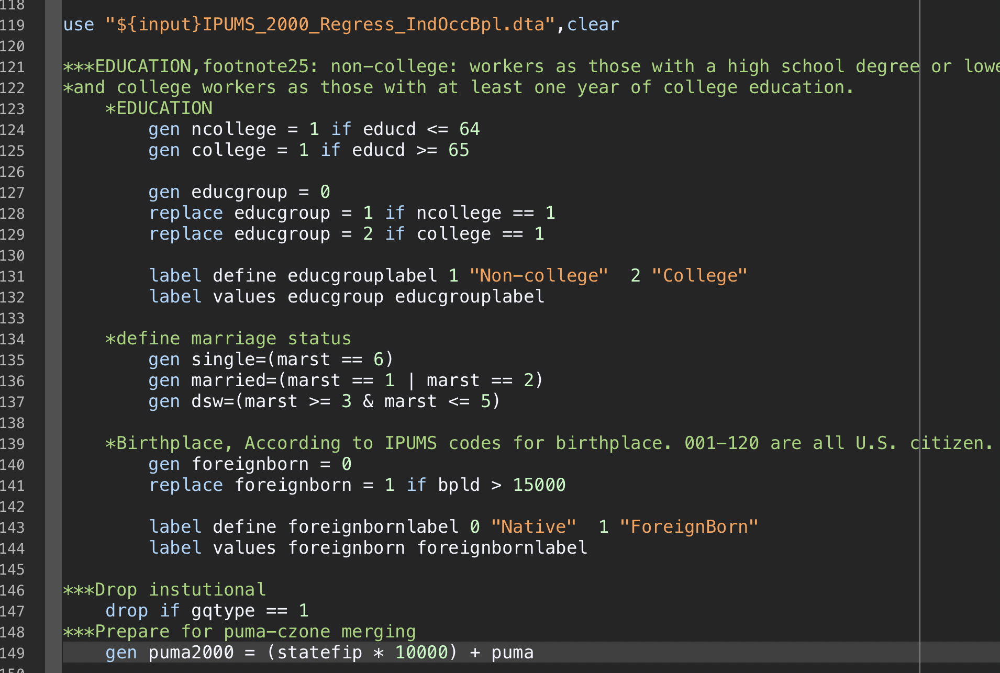 118
119 use "${input}IPUMS_2000_Regress_IndOccBpl.dta",clear
120
121 ***EDUCATION,footnote25: non-college: workers as those with a high school degree or lowe
122 *and college workers as those with at least one year of college education.
123 *EDUCATION
124 gen ncollege = 1 if educd <= 64
125 gen college = 1 if educd >= 65
126
127 gen educgroup = 0
128 replace educgroup = 1 if ncollege == 1
129 replace educgroup = 2 if college == 1
130
131 label define educgrouplabel 1 "Non-college"  2 "College"
132 label values educgroup educgrouplabel
133
134 *define marriage status
135 gen single=(marst == 6)
136 gen married=(marst == 1 | marst == 2)
137 gen dsw=(marst >= 3 & marst <= 5)
138
139 *Birthplace, According to IPUMS codes for birthplace. 001-120 are all U.S. citizen.
140 gen foreignborn = 0
141 replace foreignborn = 1 if bpld > 15000
142
143 label define foreignbornlabel 0 "Native"  1 "ForeignBorn"
144 label values foreignborn foreignbornlabel
145
146 ***Drop instutional
147 drop if gqtype == 1
148 ***Prepare for puma-czone merging
149 gen puma2000 = (statefip * 10000) + puma
150